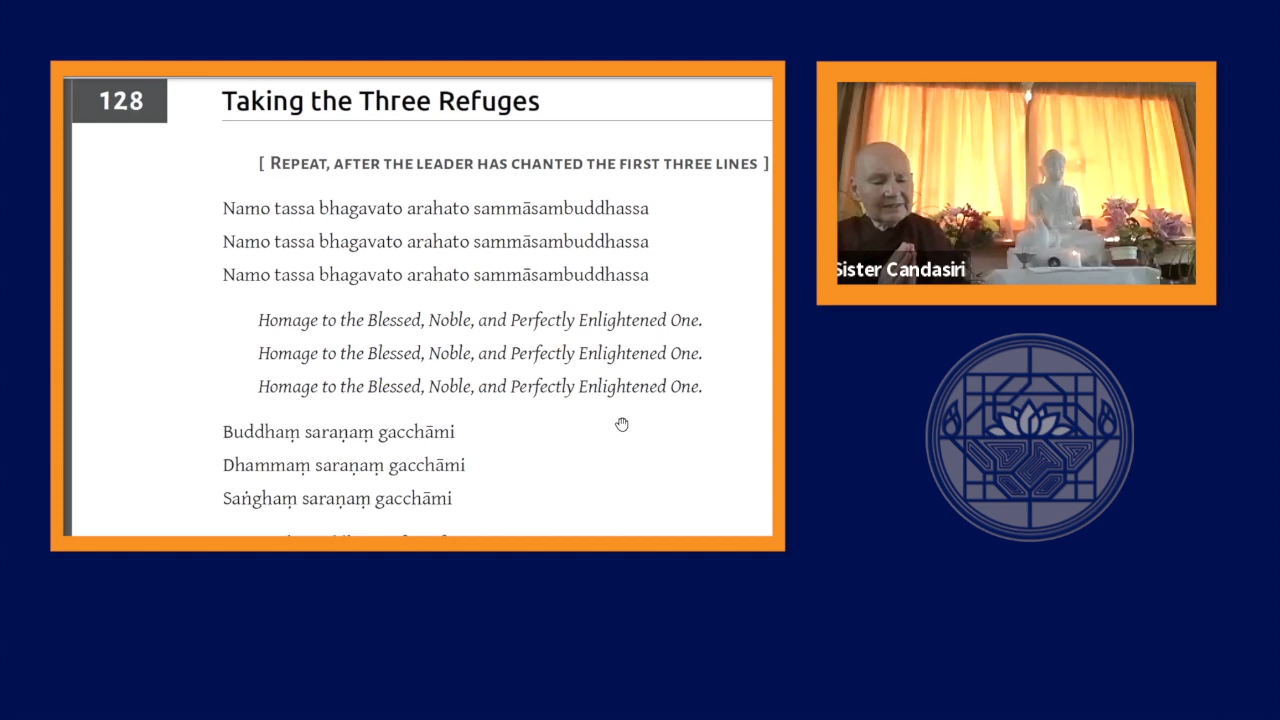 128
Taking the Three Refuges
[ REPEAT, AFTER THE LEADER HAS CHANTED THE FIRST THREE LINES ]
Namo tassa bhagavato arahato sammāsambuddhassa
Namo tassa bhagavato arahato sammāsambuddhassa
Namo tassa bhagavato arahato sammāsambuddhassa
Homage to the Blessed, Noble, and Perfectly Enlightened One.
Homage to the Blessed, Noble, and Perfectly Enlightened One.
Homage to the Blessed, Noble, and Perfectly Enlightened One.
Buddhaṃ saraṇaṃ gacchāmi
Dhammaṃ saraṇaṃ gacchāmi
Saṅghaṃ saraṇaṃ gacchāmi
Sister Candasiri